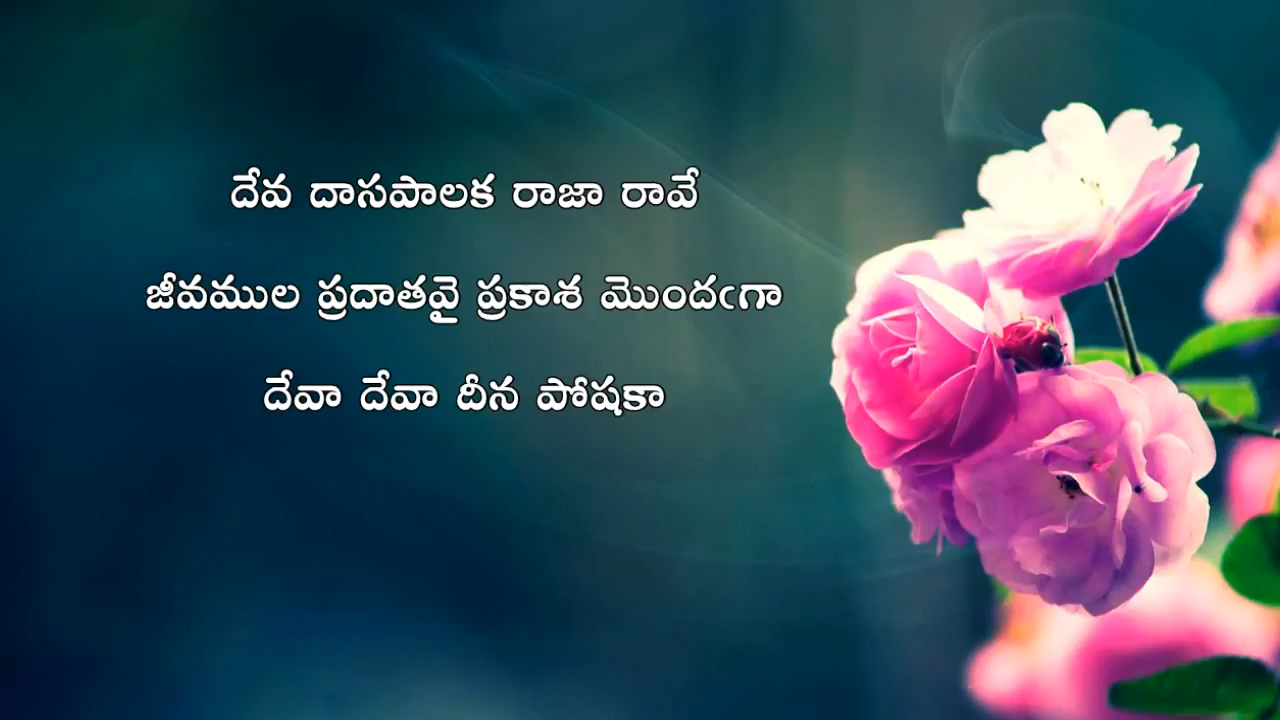 దేవ దాసపాలక రాజా రావే
జీవముల ప్రదాతవై ప్రకాశ మొందఁగా
దేవా దేవా దీన పోషకా